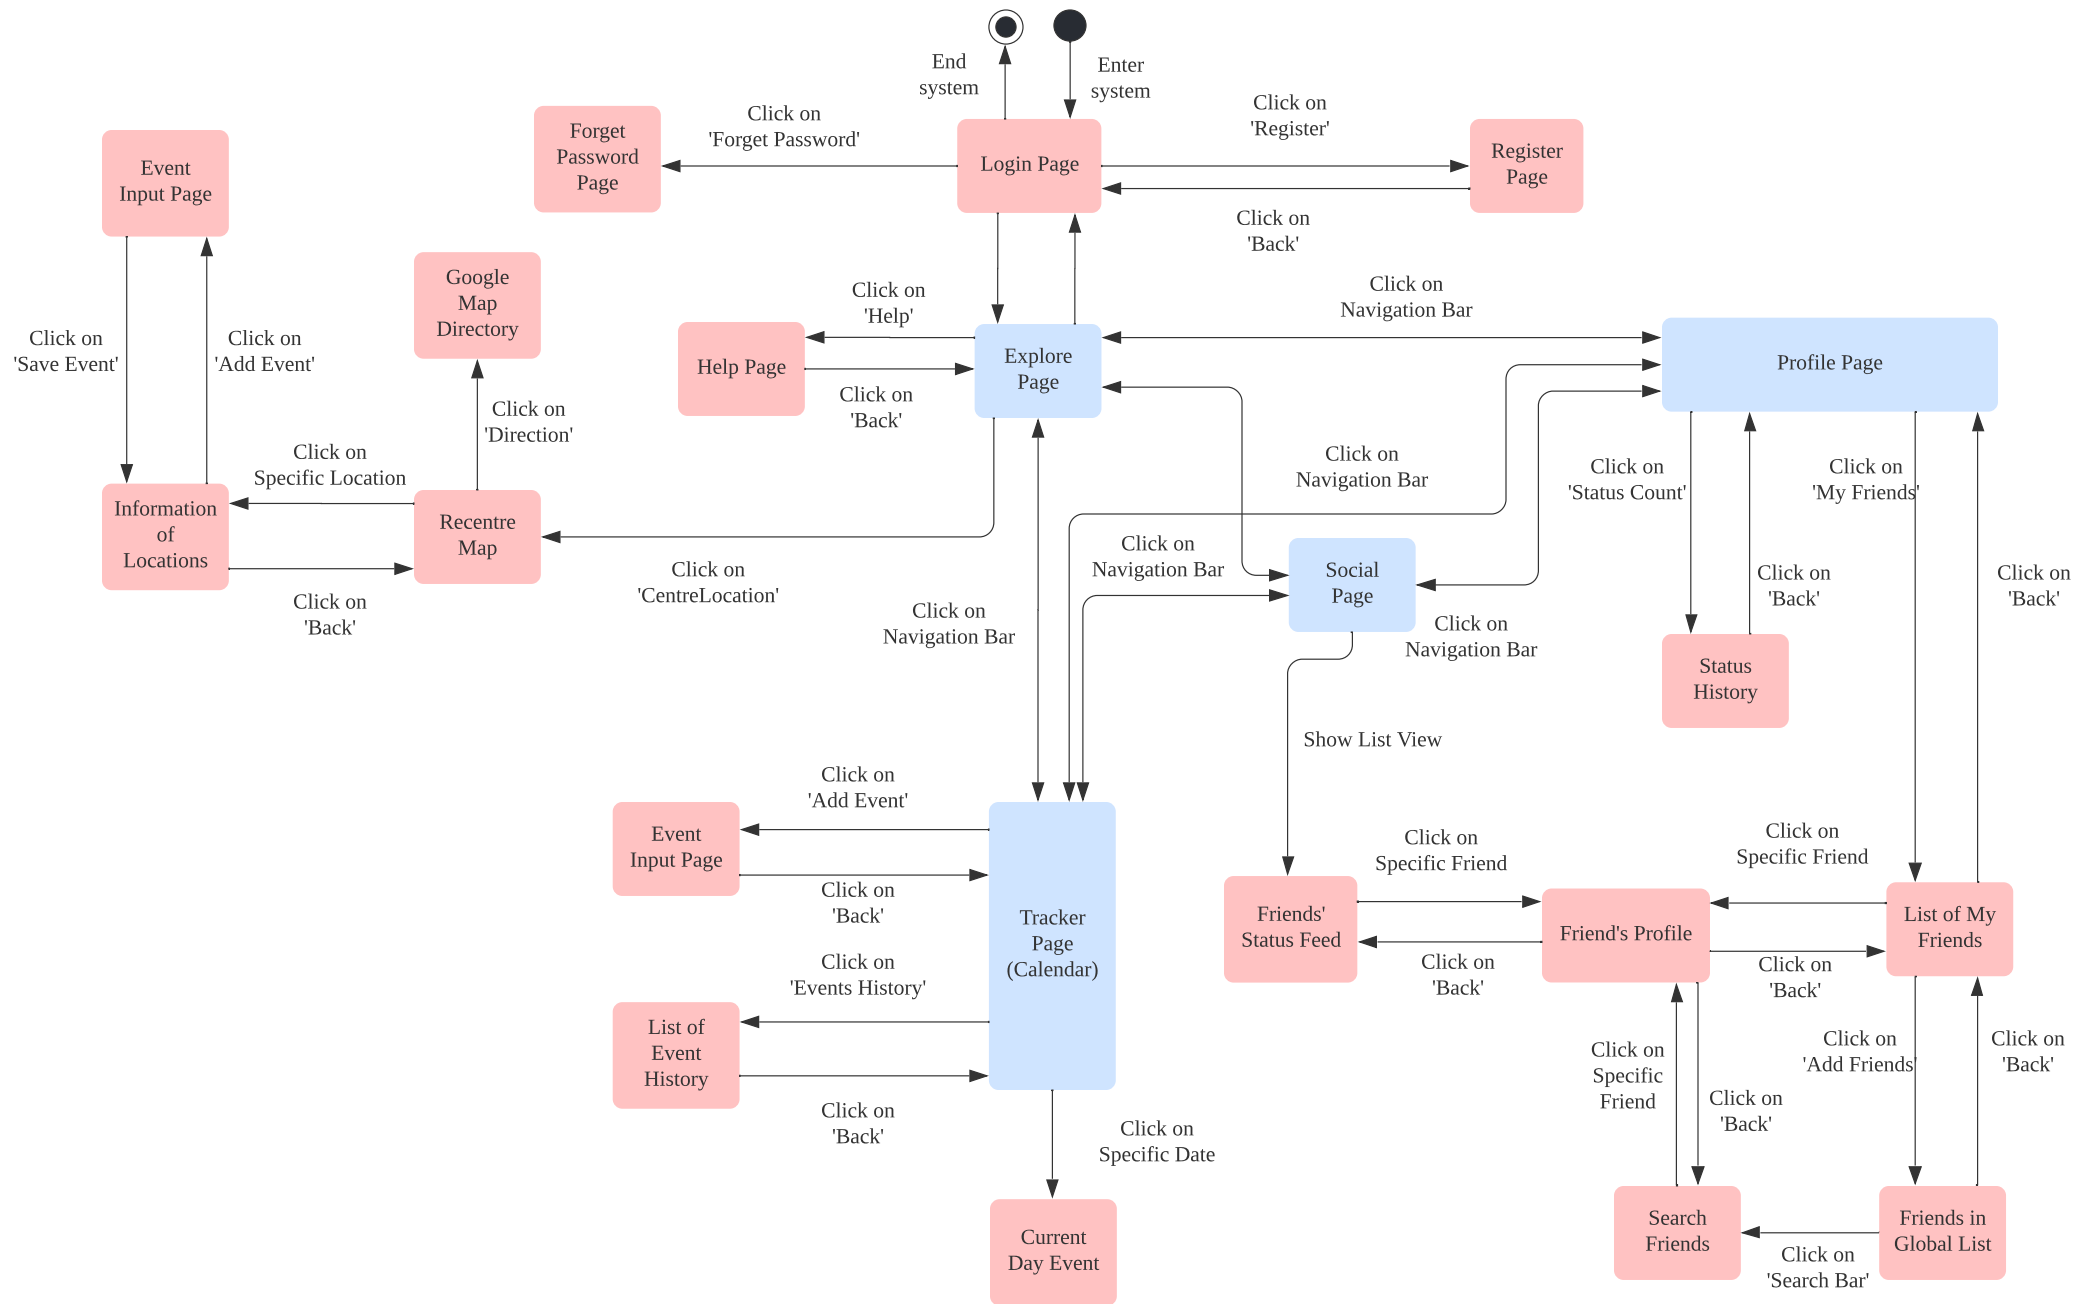 End
system
Enter
system
Click on
'Forget Password'
Click on
'Register'
Forget
Password
Page
Login Page
Register
Page
Event
Input Page
Click on
'Back'
Google
Map
Directory
Click on
'Help'
Click on
Navigation Bar
Click on
'Save Event'
Click on
'Add Event'
Help Page
Explore
Page
Profile Page
Click on
'Direction'
Click on
'Back'
Click on
Specific Location
Click on
Navigation Bar
Click on
'Status Count'
Click on
'My Friends'
Information
of
Locations
Recentre
Map
Click on
'CentreLocation'
Click on
Navigation Bar
Social
Page
Click on
'Back'
Click on
'Back'
Click on
'Back'
Click on
Navigation Bar
Click on
Navigation Bar
Status
History
Show List View
Click on
'Add Event'
Event
Input Page
Click on
'Back'
Click on
Specific Friend
Click on
Specific Friend
Tracker
Page
(Calendar)
Friends'
Status Feed
Friend's Profile
List of My
Friends
Click on
'Events History'
Click on
'Back'
Click on
'Back'
List of
Event
History
Click on
'Back'
Click on
Specific
Friend
Click on
'Back'
Click on
'Add Friends'
Click on
'Back'
Click on
Specific Date
Current
Day Event
Search
Friends
Friends in
Global List
Click on
'Search Bar'